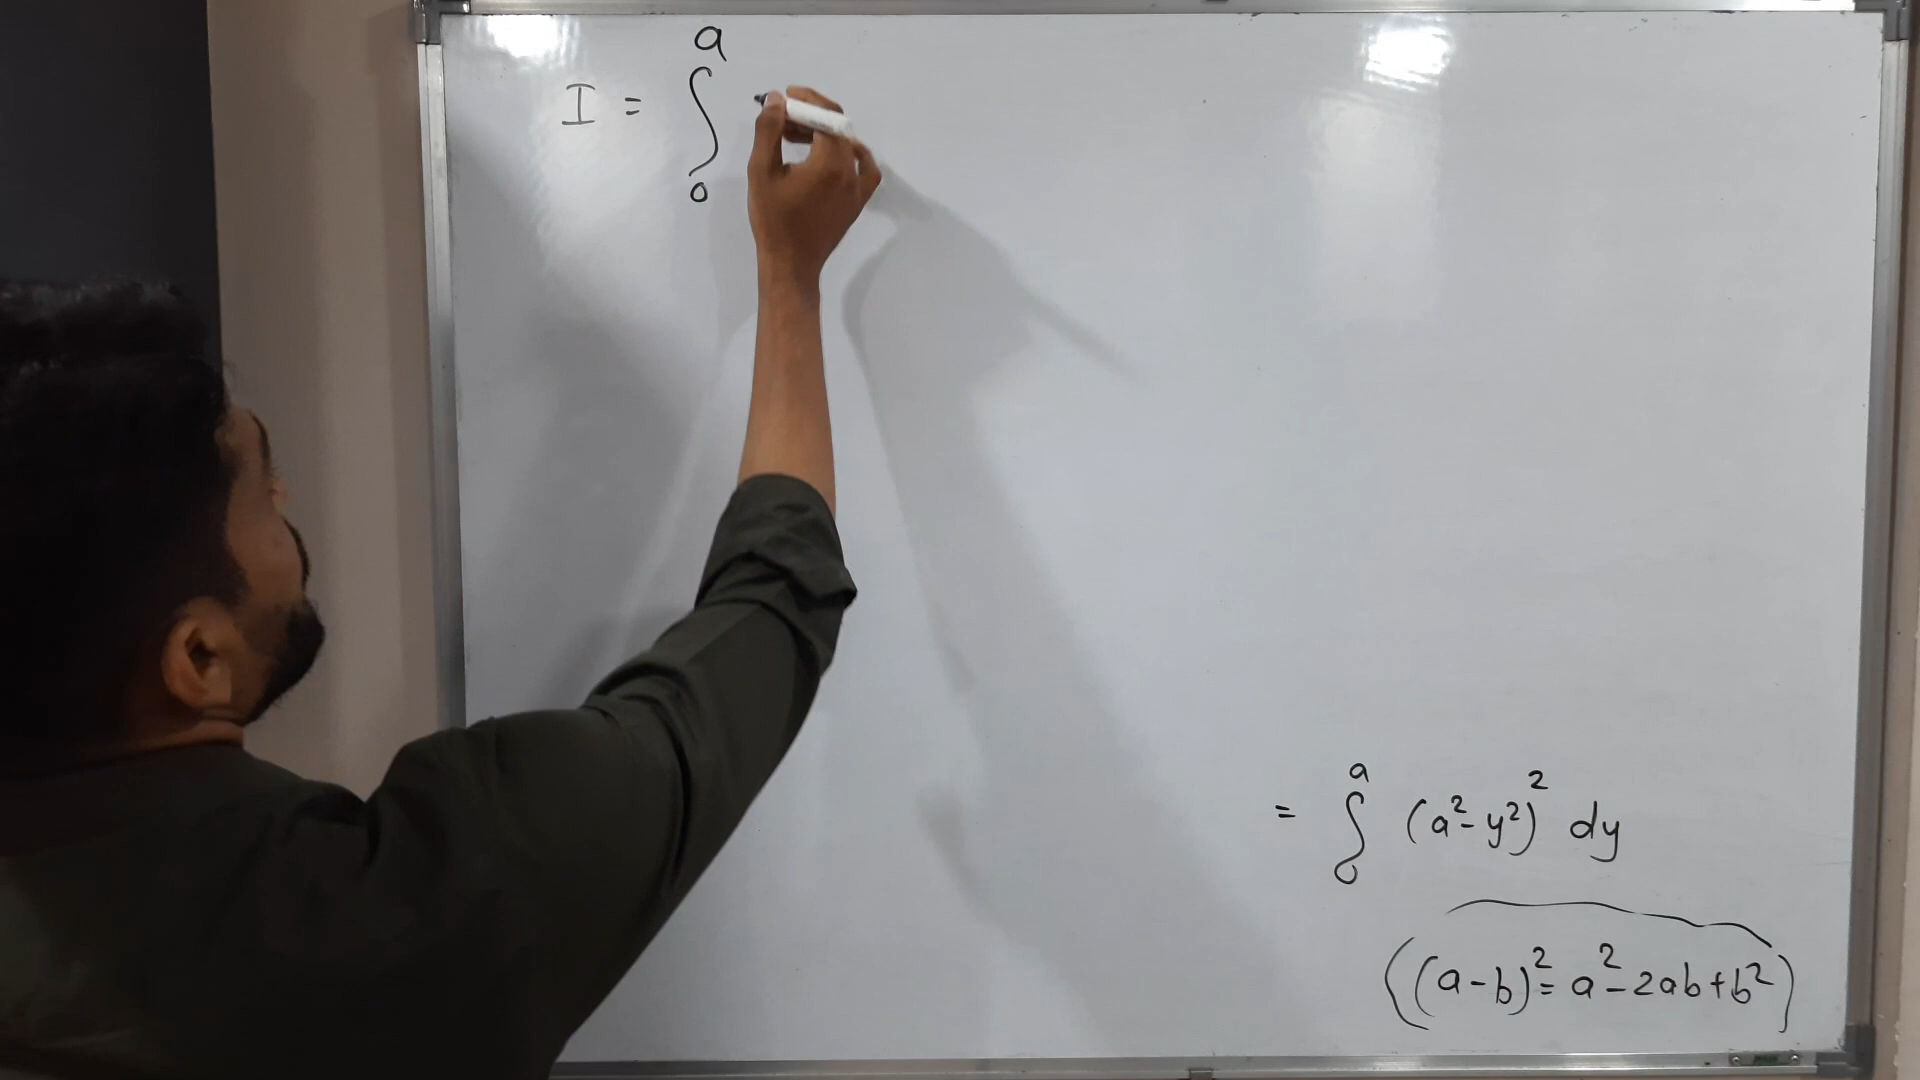 I = ∫₀ᵃ
= ∫₀ᵃ (a²-y²)² dy
((a-b)² = a²-2ab+b²)